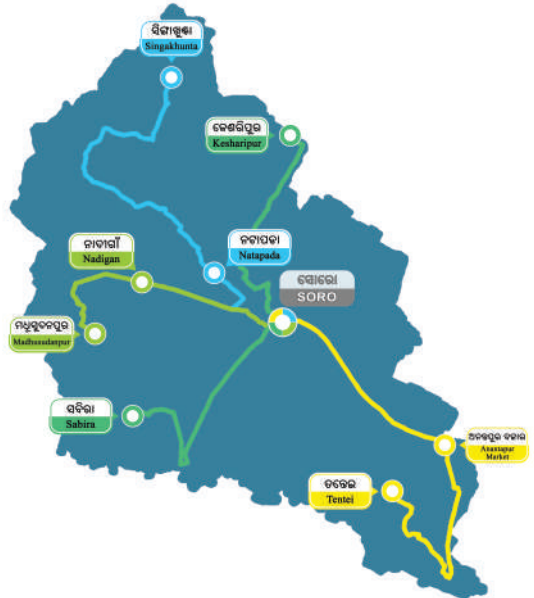 ସିଙ୍ଗାଖୁଣ୍ଟା
Singakhunta
କେଶରିପୁର
Kesharipur
ନଟାପଡା
Natapada
ନାଦୀଗାଁ
Nadigan
ସୋରୋ
SORO
ମଧୁସୁଦନପୁର
Madhusudanpur
ସବିରା
Sabira
ଅନନ୍ତପୁର ବଜାର
Anantapur
Market
ତନ୍ତେଇ
Tentei